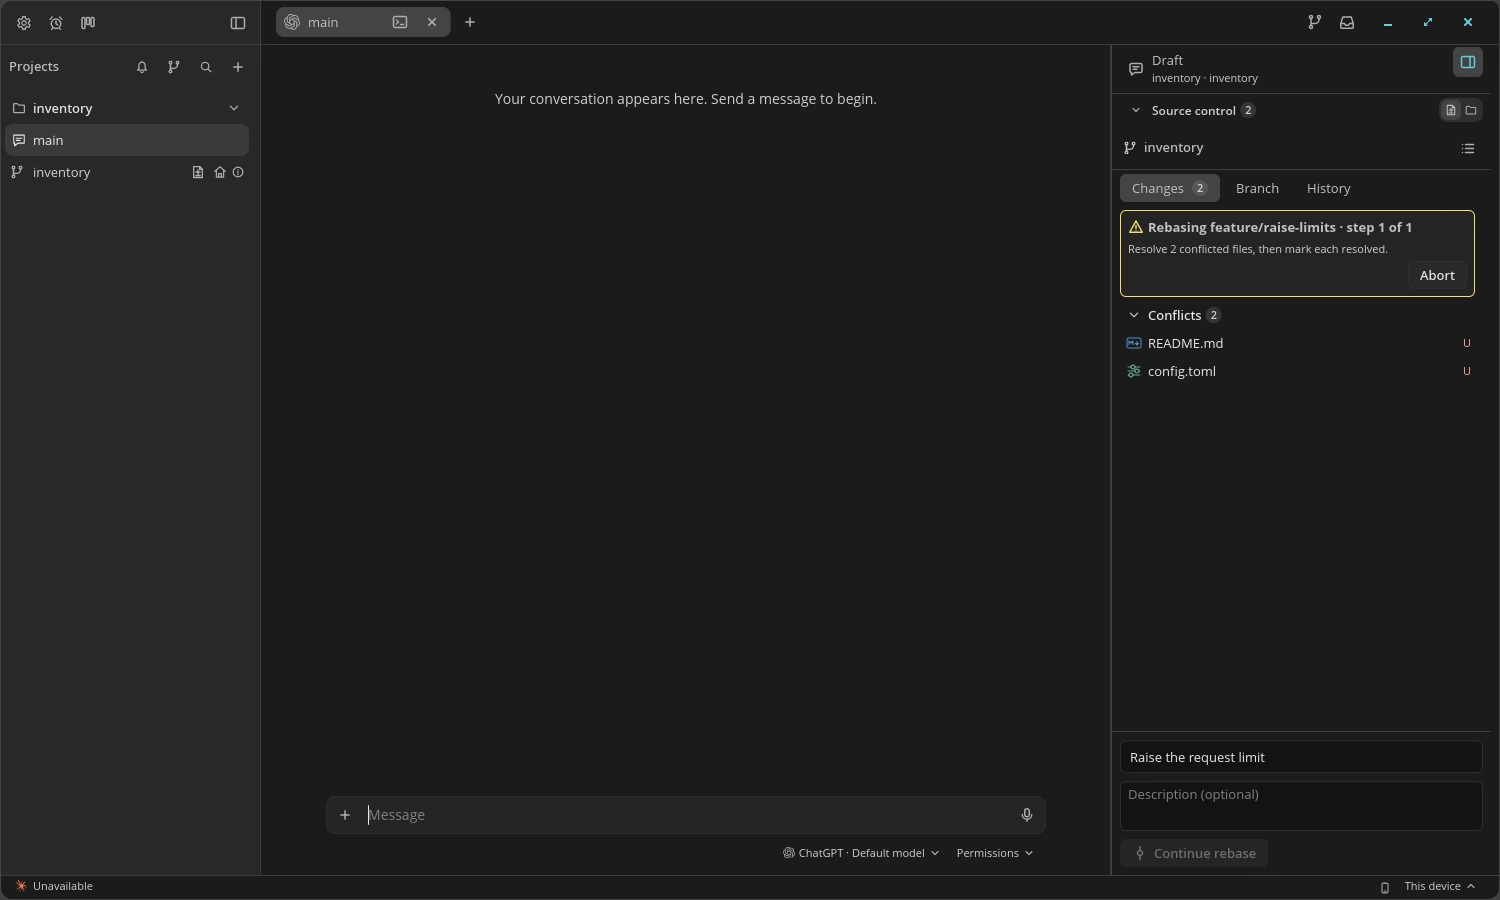 main
Projects
inventory
main
inventory
Your conversation appears here. Send a message to begin.
Message
ChatGPT · Default model
Permissions
Draft
inventory · inventory
Source control 2
inventory
Changes 2
Branch
History
Rebasing feature/raise-limits · step 1 of 1
Resolve 2 conflicted files, then mark each resolved.
Abort
Conflicts 2
README.md U
config.toml U
Raise the request limit
Description (optional)
Continue rebase
Unavailable
This device